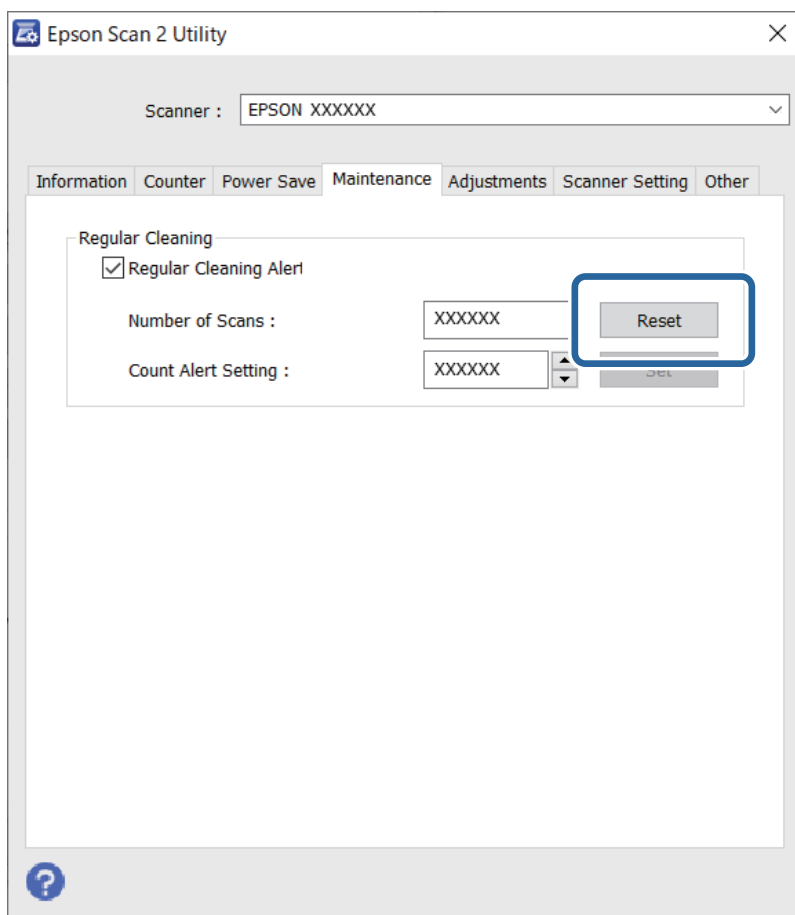 Epson Scan 2 Utility
Scanner : EPSON XXXXXX
Information Counter Power Save Maintenance Adjustments Scanner Setting Other
Regular Cleaning
Regular Cleaning Alert
Number of Scans : XXXXXX Reset
Count Alert Setting : XXXXXX Set
?